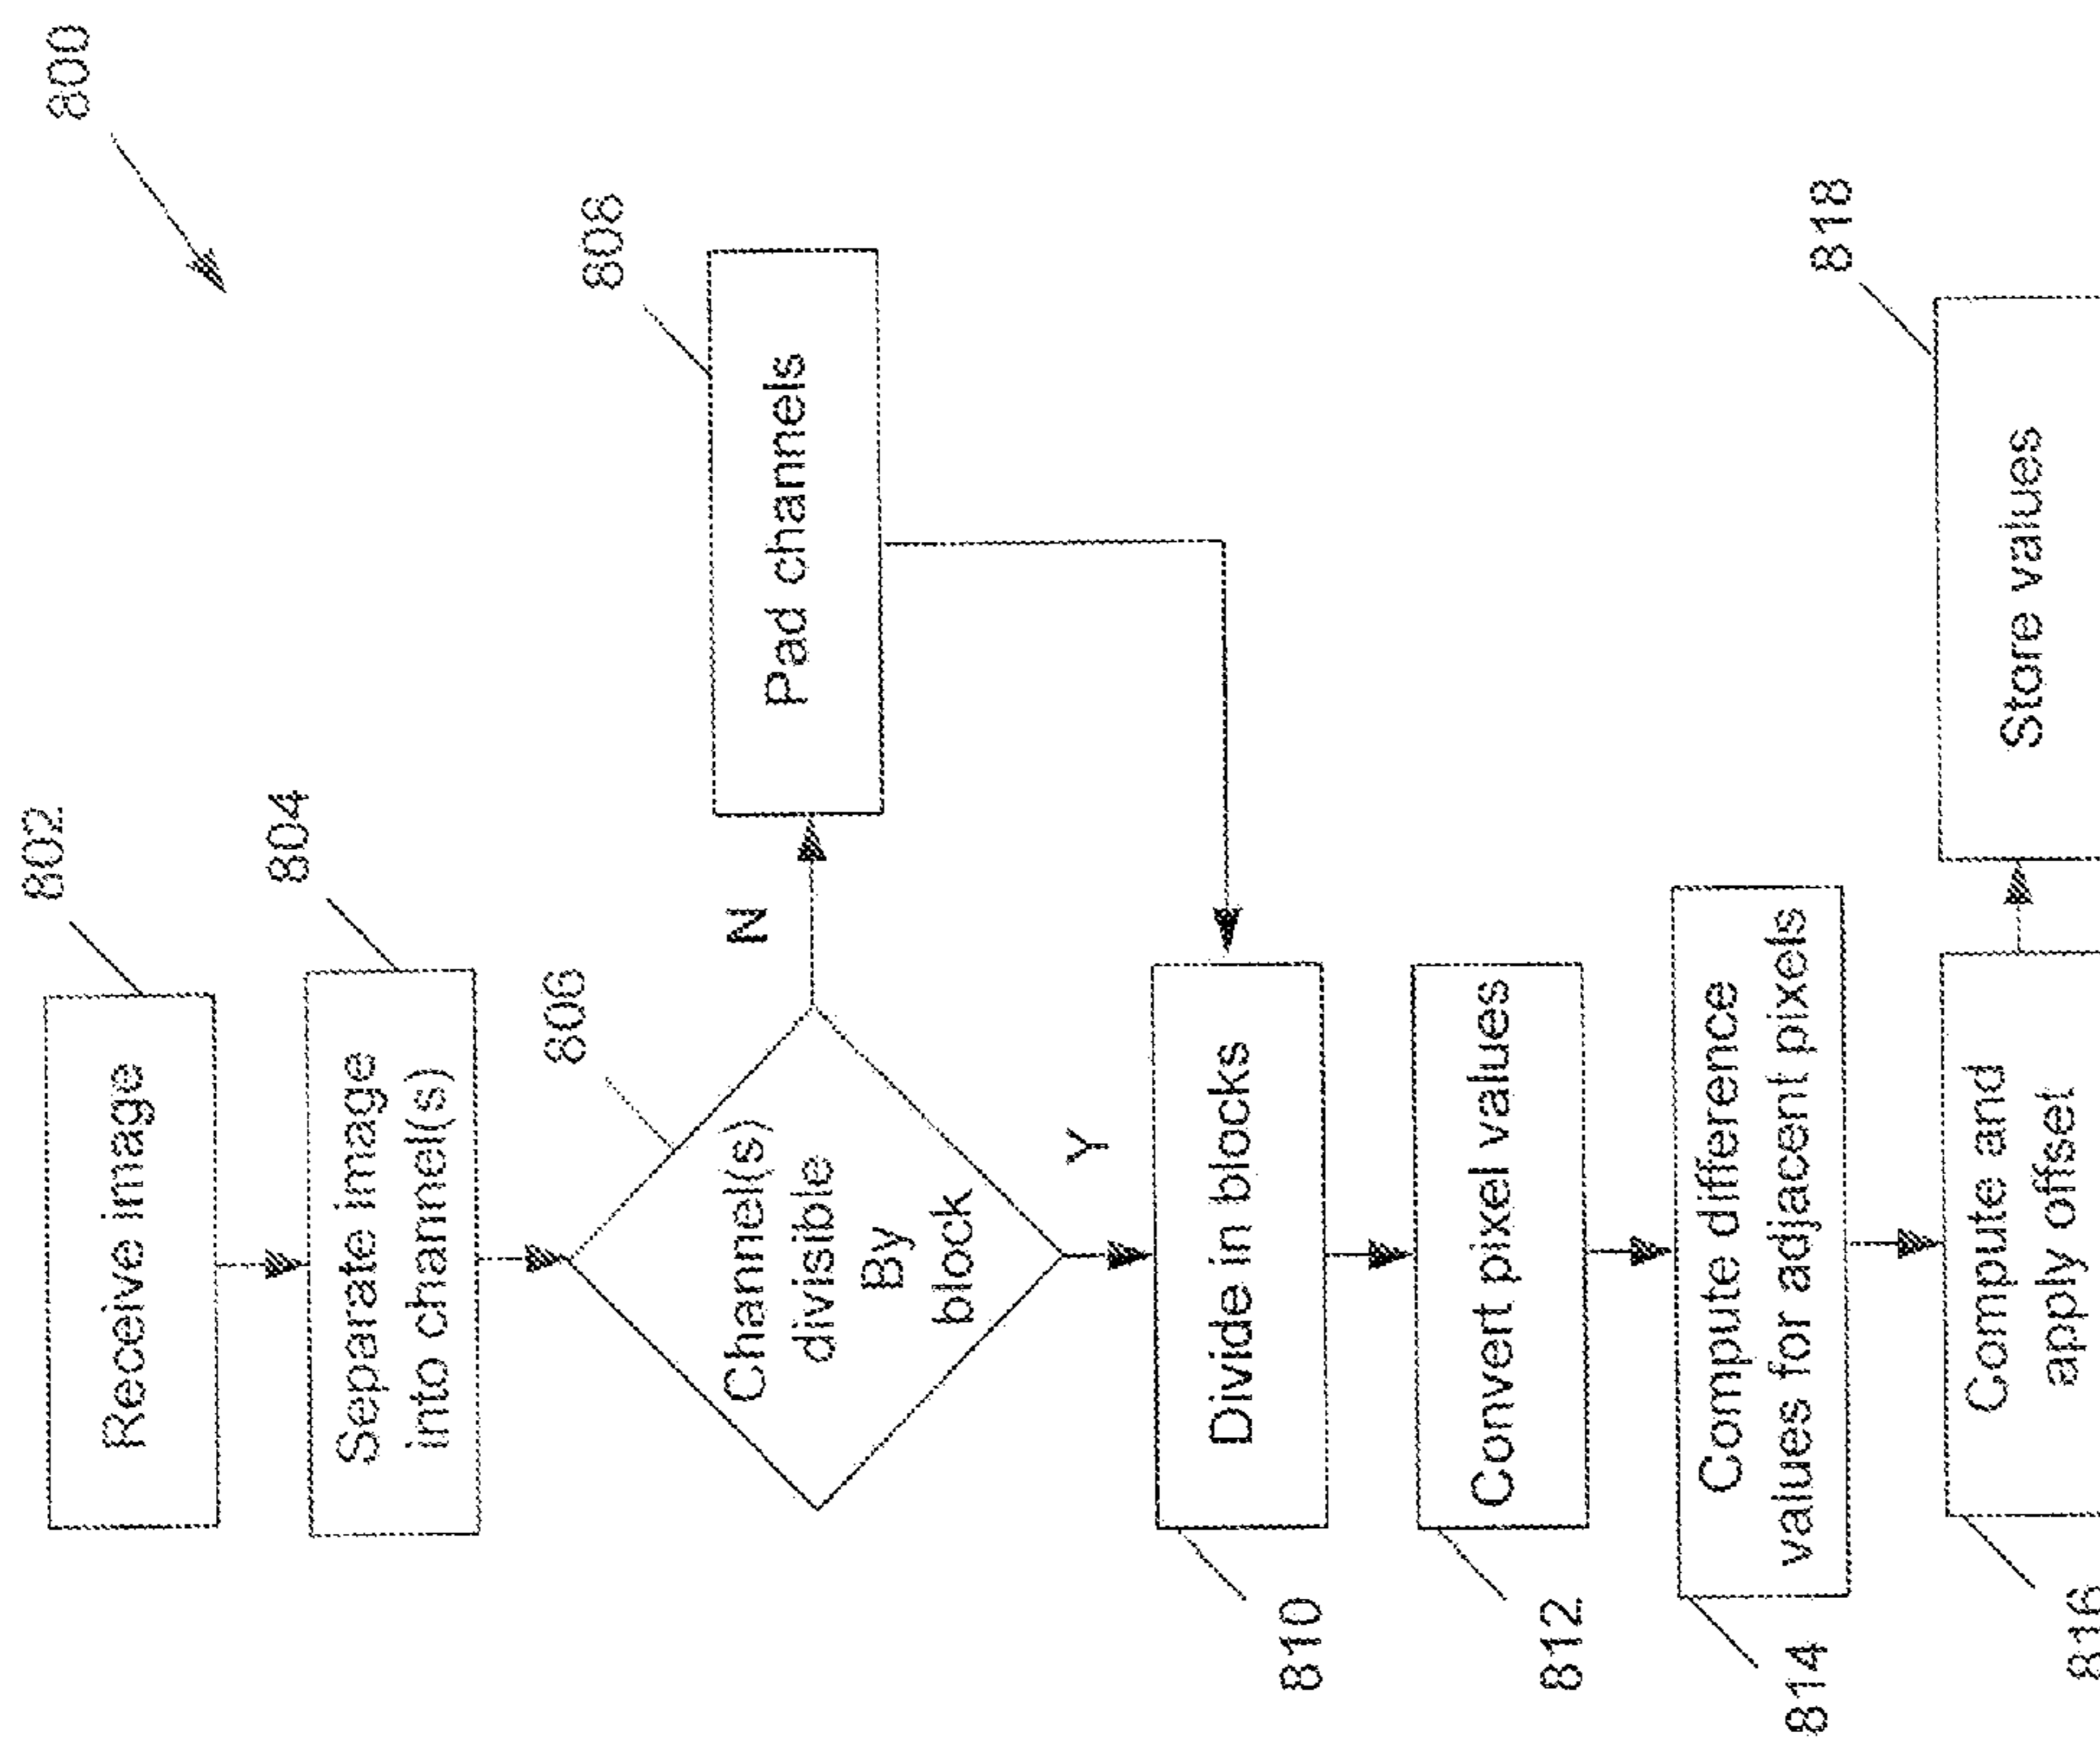 800
802
Receive image
804
Separate image
into channel(s)
806
Channel(s)
divisible
By
block
N
808
Pad channels
Y
Divide in blocks
810
Convert pixel values
812
Compute difference
values for adjacent pixels
814
Compute and
apply offset
816
818
Store values